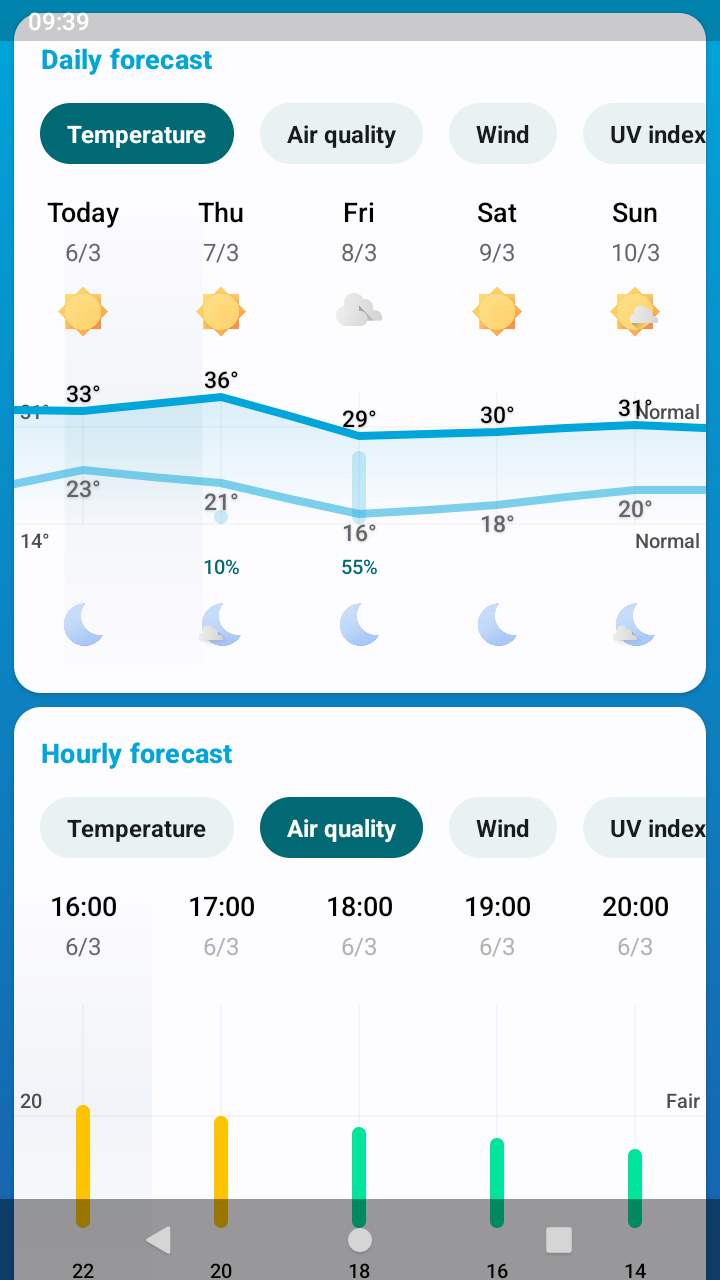 09:39
Daily forecast
Temperature Air quality Wind UV index
Today Thu Fri Sat Sun
6/3 7/3 8/3 9/3 10/3
33° 36° 29° 30° 31°
31° Normal
23° 21° 16° 18° 20°
14° Normal
10% 55%
Hourly forecast
Temperature Air quality Wind UV index
16:00 17:00 18:00 19:00 20:00
6/3 6/3 6/3 6/3 6/3
20 Fair
22 20 18 16 14